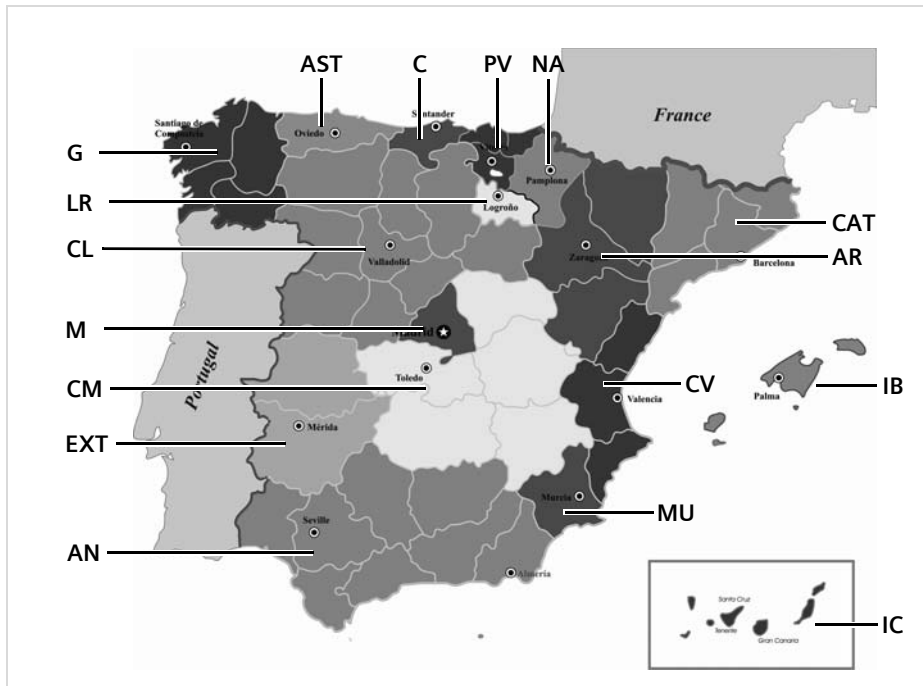 AST
C
PV
NA
Santander
Santiago de
Compostela
Oviedo
France
G
Pamplona
LR
Logroño
CAT
CL
Valladolid
AR
Barcelona
M
Madrid
Toledo
CM
CV
IB
Palma
Valencia
Portugal
EXT
Mérida
Murcia
MU
Seville
AN
Almería
Santa Cruz
Tenerife
Gran Canaria
IC